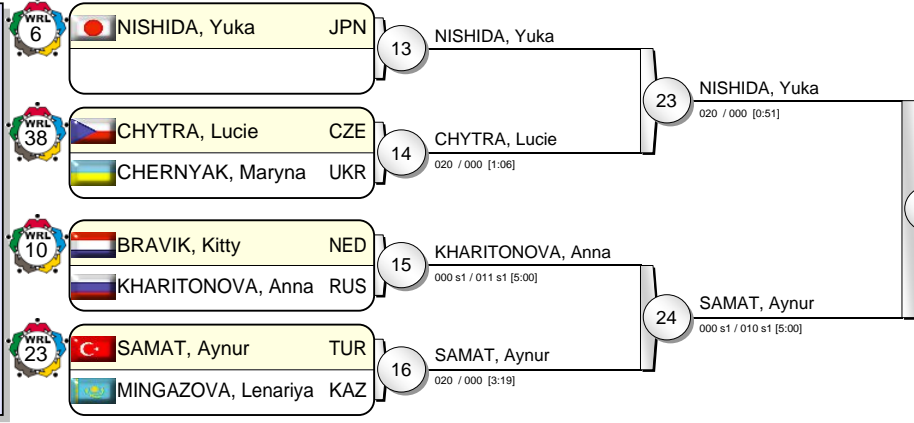 WRL
6
NISHIDA, Yuka JPN
13
NISHIDA, Yuka
23
NISHIDA, Yuka
020 / 000 [0:51]
WRL
38
CHYTRA, Lucie CZE
CHERNYAK, Maryna UKR
14
CHYTRA, Lucie
020 / 000 [1:06]
WRL
10
BRAVIK, Kitty NED
KHARITONOVA, Anna RUS
15
KHARITONOVA, Anna
000 s1 / 011 s1 [5:00]
24
SAMAT, Aynur
000 s1 / 010 s1 [5:00]
WRL
23
SAMAT, Aynur TUR
MINGAZOVA, Lenariya KAZ
16
SAMAT, Aynur
020 / 000 [3:19]